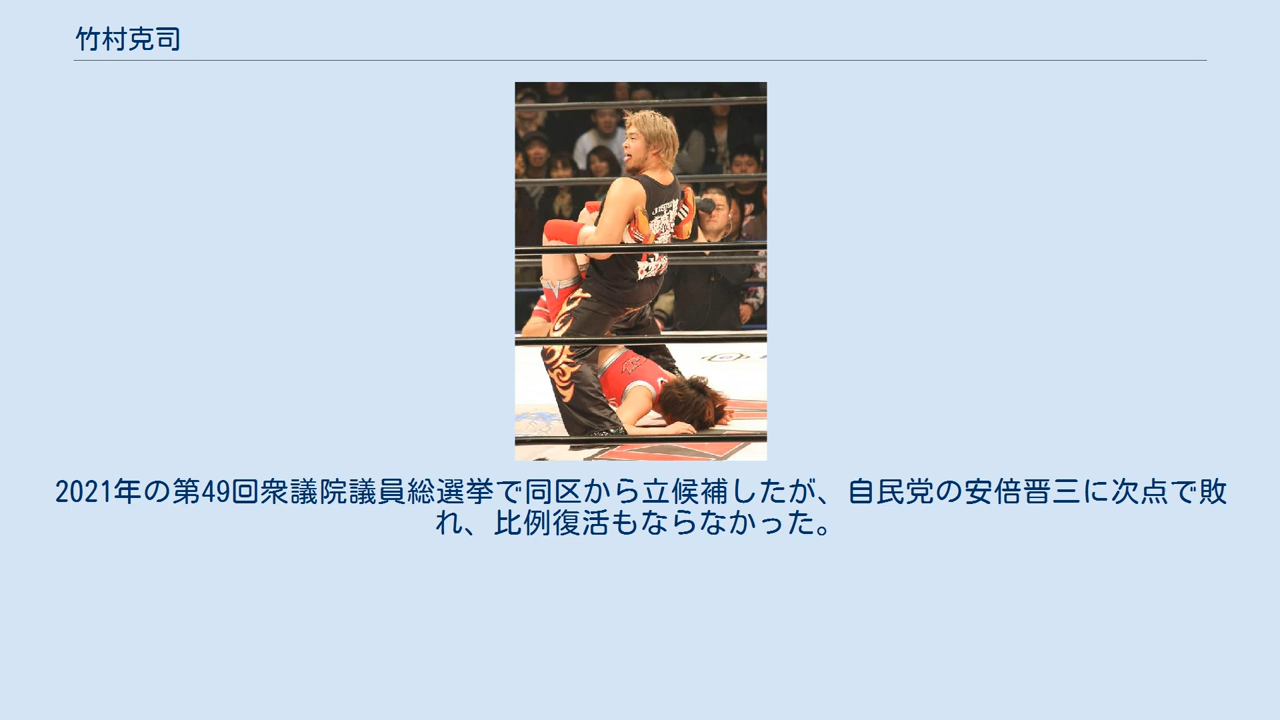 竹村克司
2021年の第49回衆議院議員総選挙で同区から立候補したが、自民党の安倍晋三に次点で敗
れ、比例復活もならなかった。